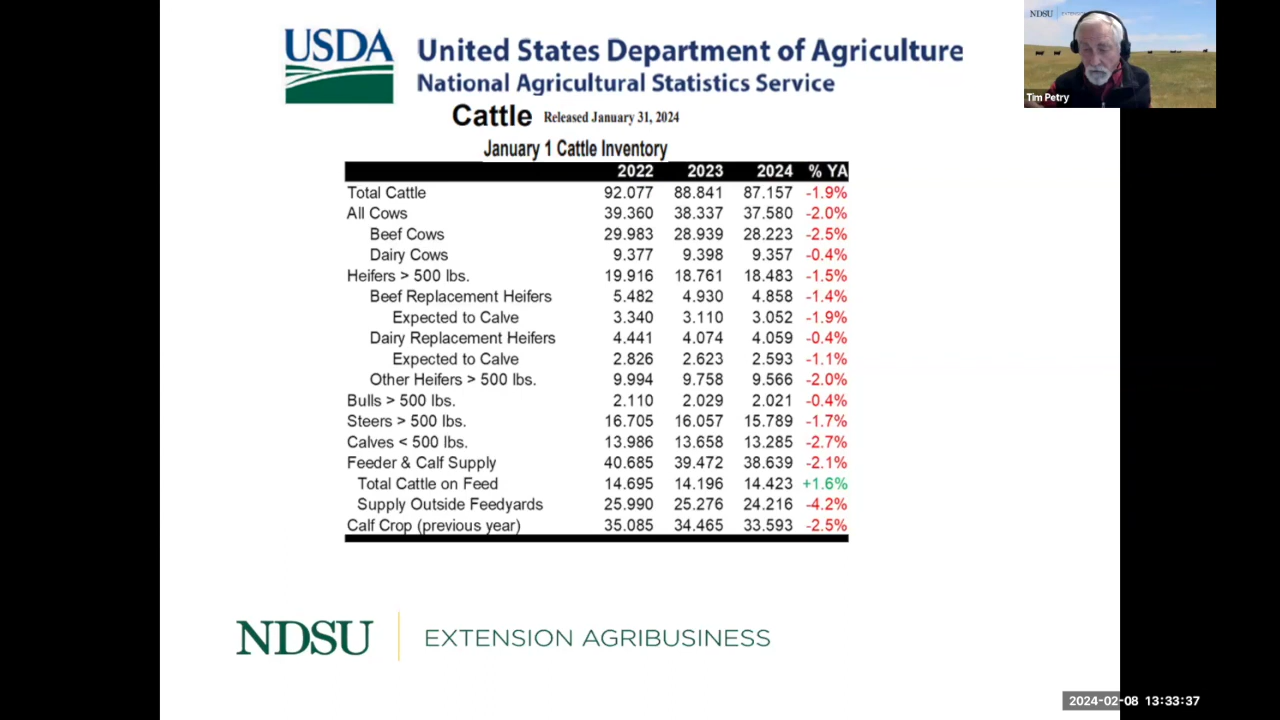 USDA
United States Department of Agriculture
National Agricultural Statistics Service
Cattle Released January 31, 2024
January 1 Cattle Inventory
2022 2023 2024 % YA
Total Cattle 92.077 88.841 87.157 -1.9%
All Cows 39.360 38.337 37.580 -2.0%
Beef Cows 29.983 28.939 28.223 -2.5%
Dairy Cows 9.377 9.398 9.357 -0.4%
Heifers > 500 lbs. 19.916 18.761 18.483 -1.5%
Beef Replacement Heifers 5.482 4.930 4.858 -1.4%
Expected to Calve 3.340 3.110 3.052 -1.9%
Dairy Replacement Heifers 4.441 4.074 4.059 -0.4%
Expected to Calve 2.826 2.623 2.593 -1.1%
Other Heifers > 500 lbs. 9.994 9.758 9.566 -2.0%
Bulls > 500 lbs. 2.110 2.029 2.021 -0.4%
Steers > 500 lbs. 16.705 16.057 15.789 -1.7%
Calves < 500 lbs. 13.986 13.658 13.285 -2.7%
Feeder & Calf Supply 40.685 39.472 38.639 -2.1%
Total Cattle on Feed 14.695 14.196 14.423 +1.6%
Supply Outside Feedyards 25.990 25.276 24.216 -4.2%
Calf Crop (previous year) 35.085 34.465 33.593 -2.5%
NDSU EXTENSION AGRIBUSINESS
NDSU
Tim Petry
2024-02-08 13:33:37